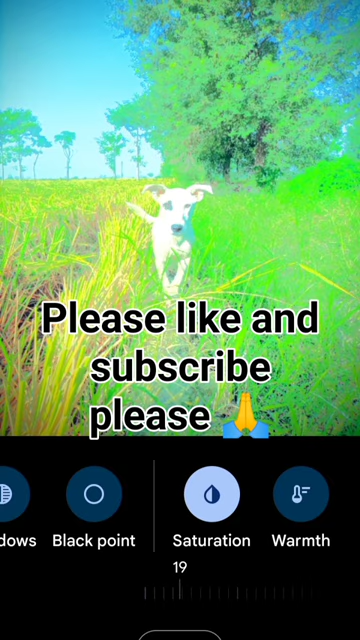 Please like and
subscribe
please 🙏
dows
Black point
Saturation
Warmth
19